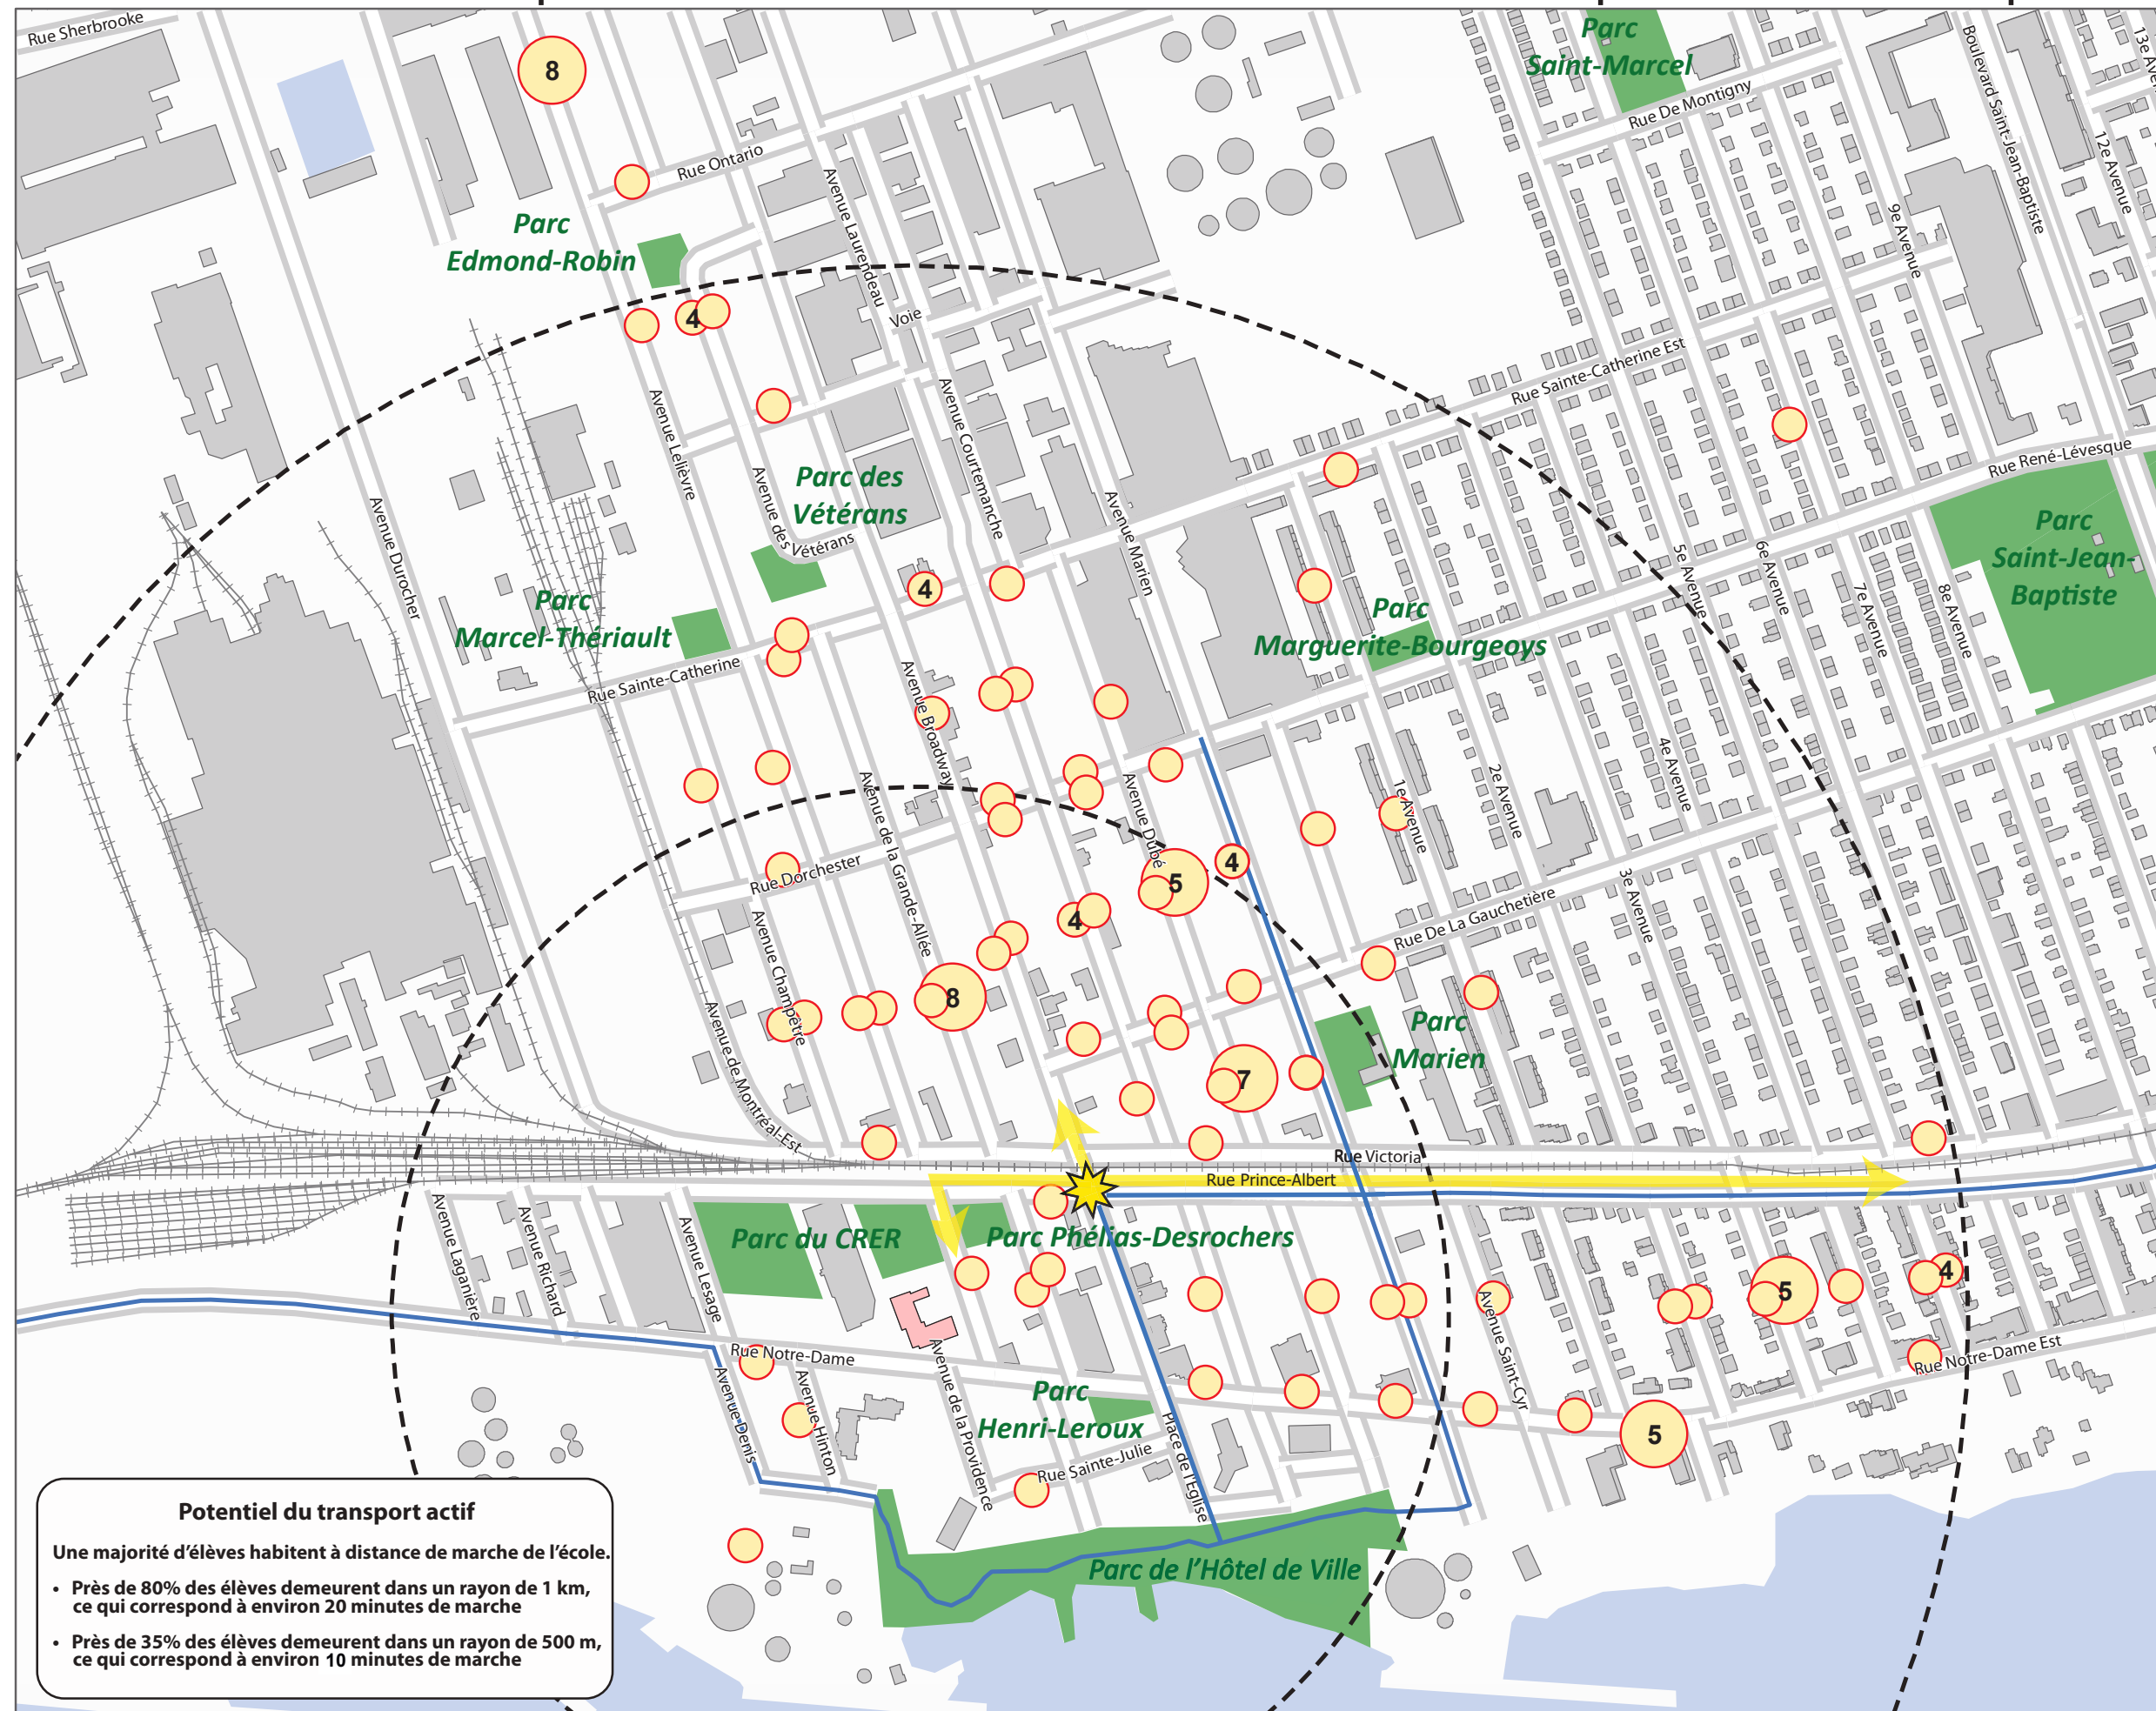 Rue Sherbrooke
8
Parc
Saint-Marcel
Rue De Montigny
Boulevard Saint-Jean-Baptiste
12e Avenue
Rue Ontario
Parc
Edmond-Robin
Avenue Laurendeau
9e Avenue
4
Voie
Rue Sainte-Catherine Est
Avenue Lelièvre
Avenue Courtemanche
Rue René-Lévesque
Parc des
Vétérans
Avenue des Vétérans
Avenue Marien
Avenue Durocher
Parc
Saint-Jean-
Baptiste
5e Avenue
6e Avenue
7e Avenue
8e Avenue
4
Parc
Marcel-Thériault
Parc
Marguerite-Bourgeoys
Rue Sainte-Catherine
Avenue Broadway
Avenue de la Grande-Allée
Avenue Dubé
1e Avenue
2e Avenue
4e Avenue
3e Avenue
Rue Dorchester
5
4
4
Rue De La Gauchetière
Avenue Champêtre
8
Avenue de Montréal-Est
Parc
Marien
7
Rue Victoria
Rue Prince-Albert
Avenue Laganière
Avenue Richard
Avenue Lesage
Parc du CRER
Parc Phélias-Desrochers
5
4
Avenue Saint-Cyr
Rue Notre-Dame
Rue Notre-Dame Est
Avenue Denis
Avenue Hinton
Avenue de la Providence
Parc
Henri-Leroux
Place de l'Église
Rue Sainte-Julie
5
Parc de l'Hôtel de Ville
Potentiel du transport actif
Une majorité d'élèves habitent à distance de marche de l'école.
• Près de 80% des élèves demeurent dans un rayon de 1 km,
ce qui correspond à environ 20 minutes de marche
• Près de 35% des élèves demeurent dans un rayon de 500 m,
ce qui correspond à environ 10 minutes de marche